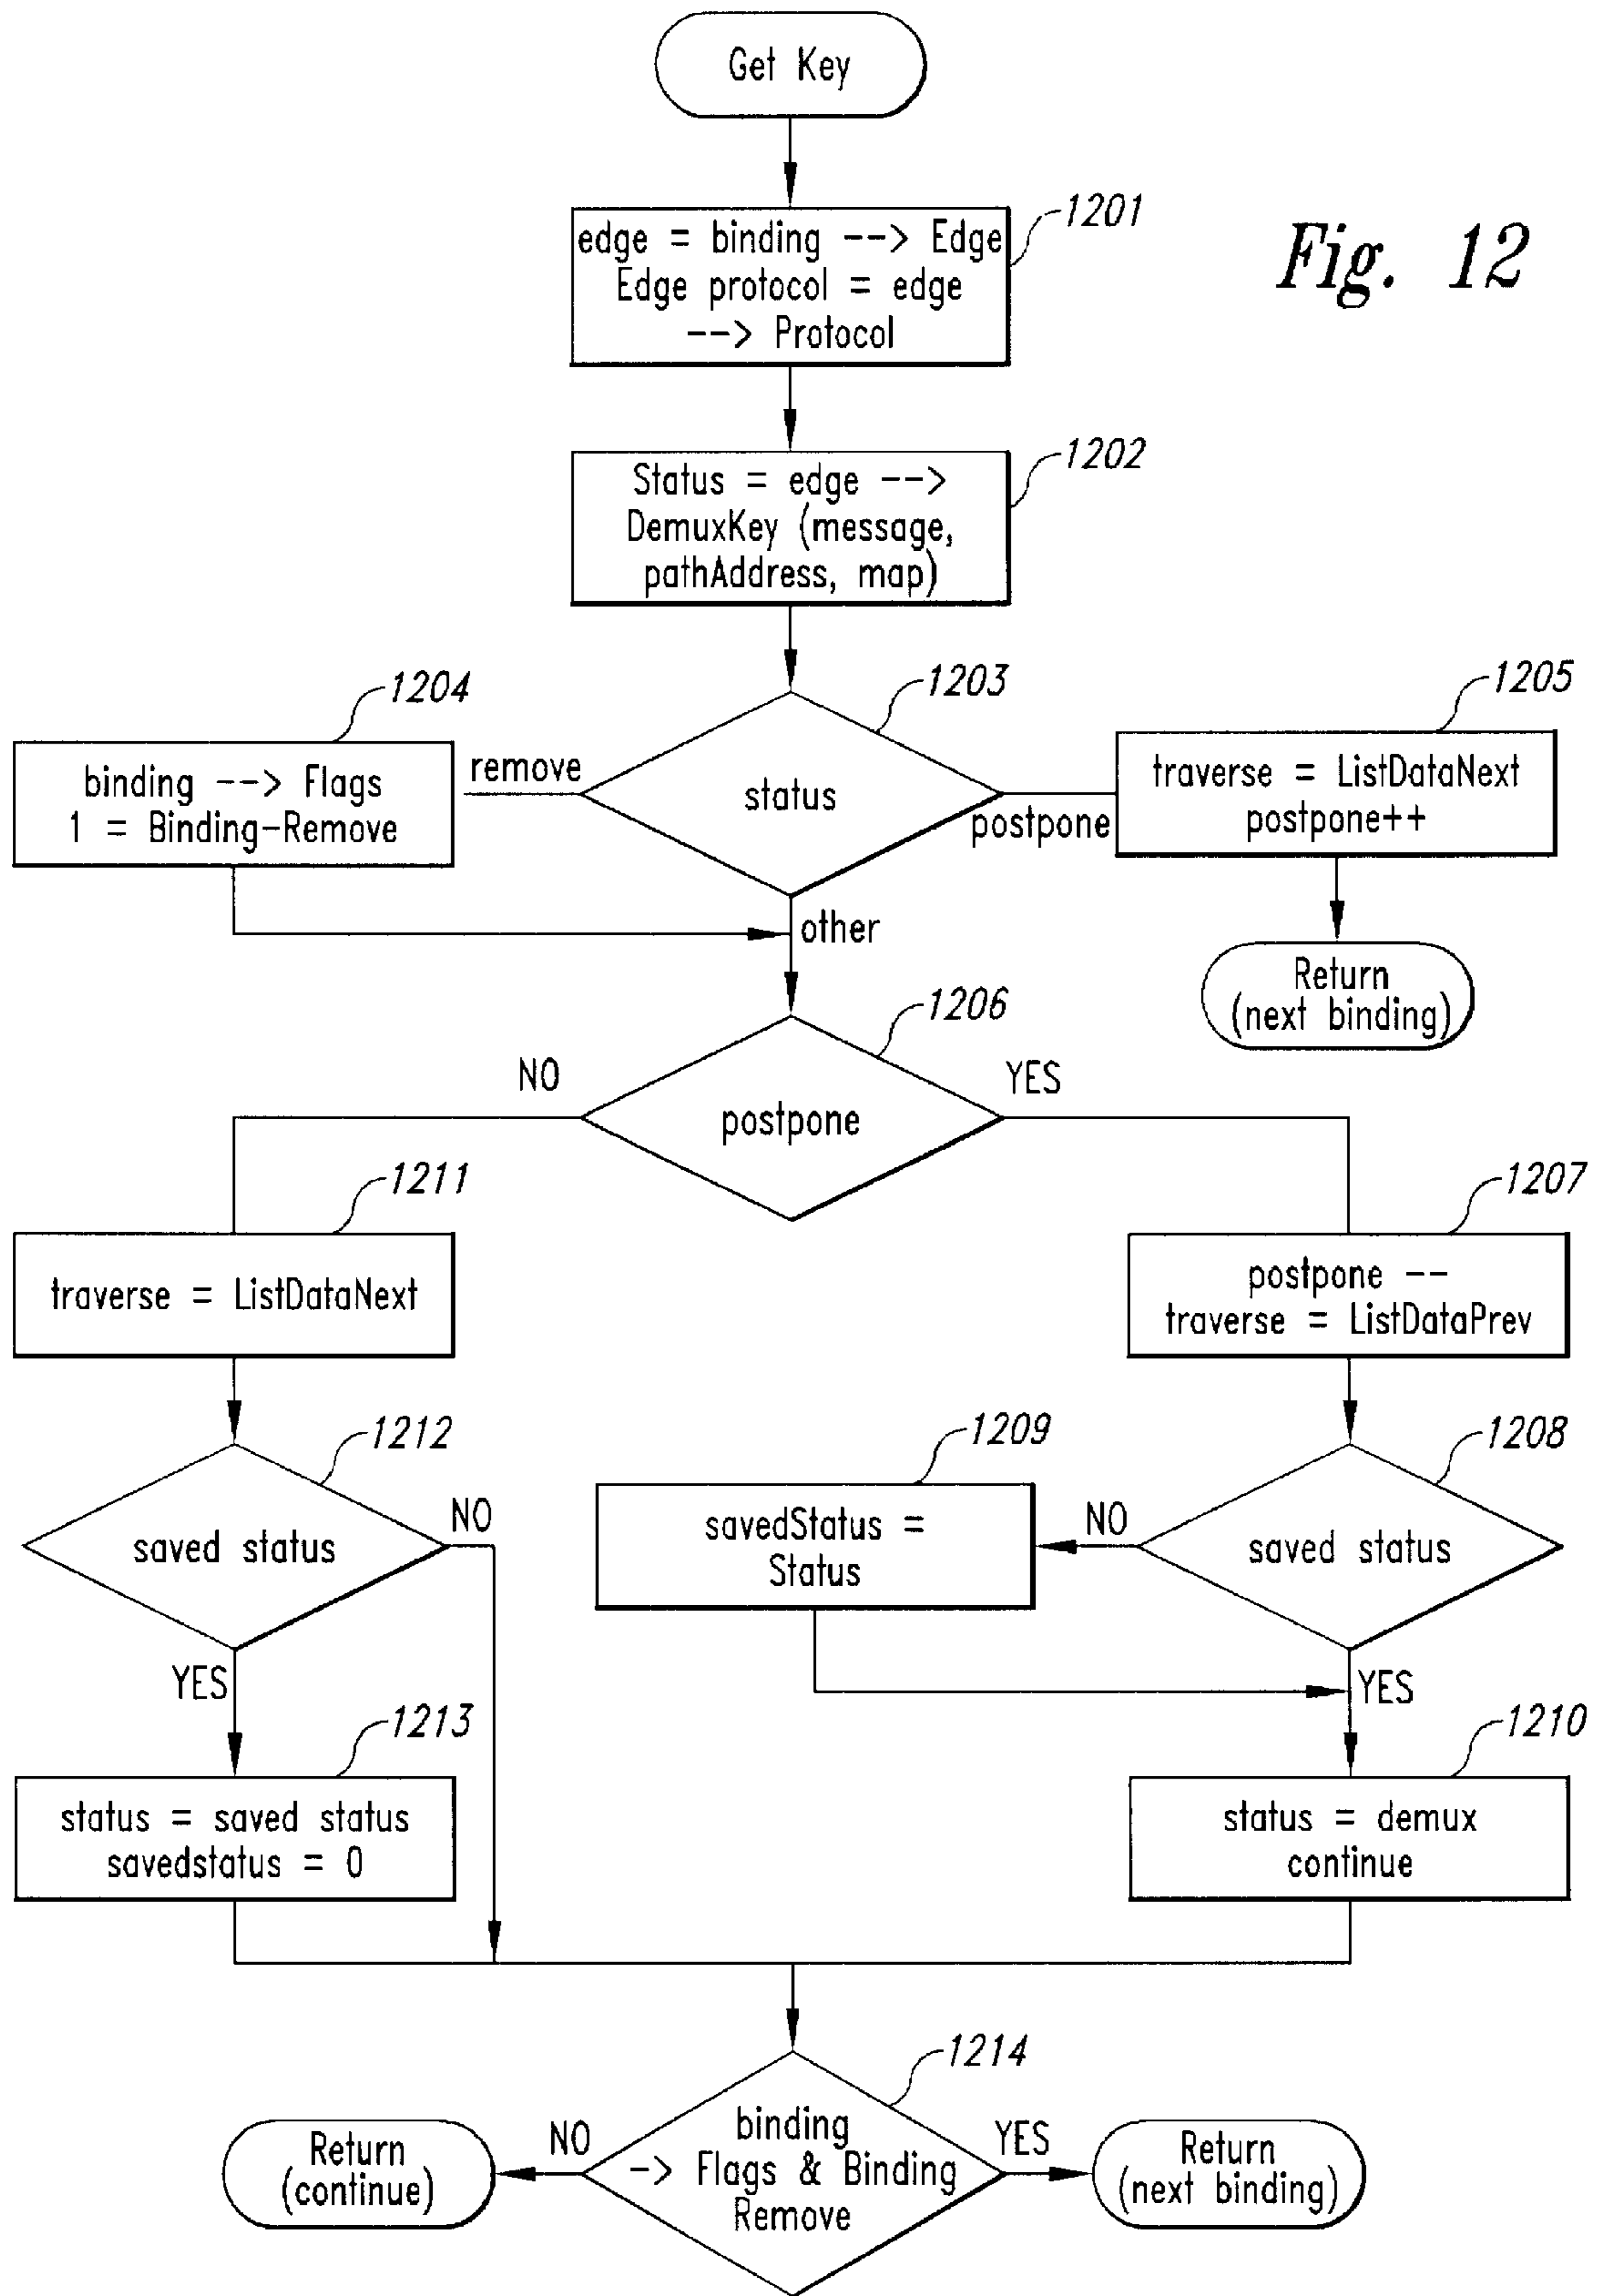 Get Key
1201
edge = binding --> Edge
Edge protocol = edge
--> Protocol
Fig. 12
1202
Status = edge -->
DemuxKey (message,
pathAddress, map)
1203
status
remove
postpone
other
1204
binding --> Flags
1 = Binding-Remove
1205
traverse = ListDataNext
postpone++
Return
(next binding)
1206
postpone
NO
YES
1211
traverse = ListDataNext
1207
postpone --
traverse = ListDataPrev
1212
saved status
NO
YES
1209
savedStatus =
Status
1208
saved status
NO
YES
1213
status = saved status
savedstatus = 0
1210
status = demux
continue
1214
binding
-> Flags & Binding
Remove
NO
YES
Return
(continue)
Return
(next binding)